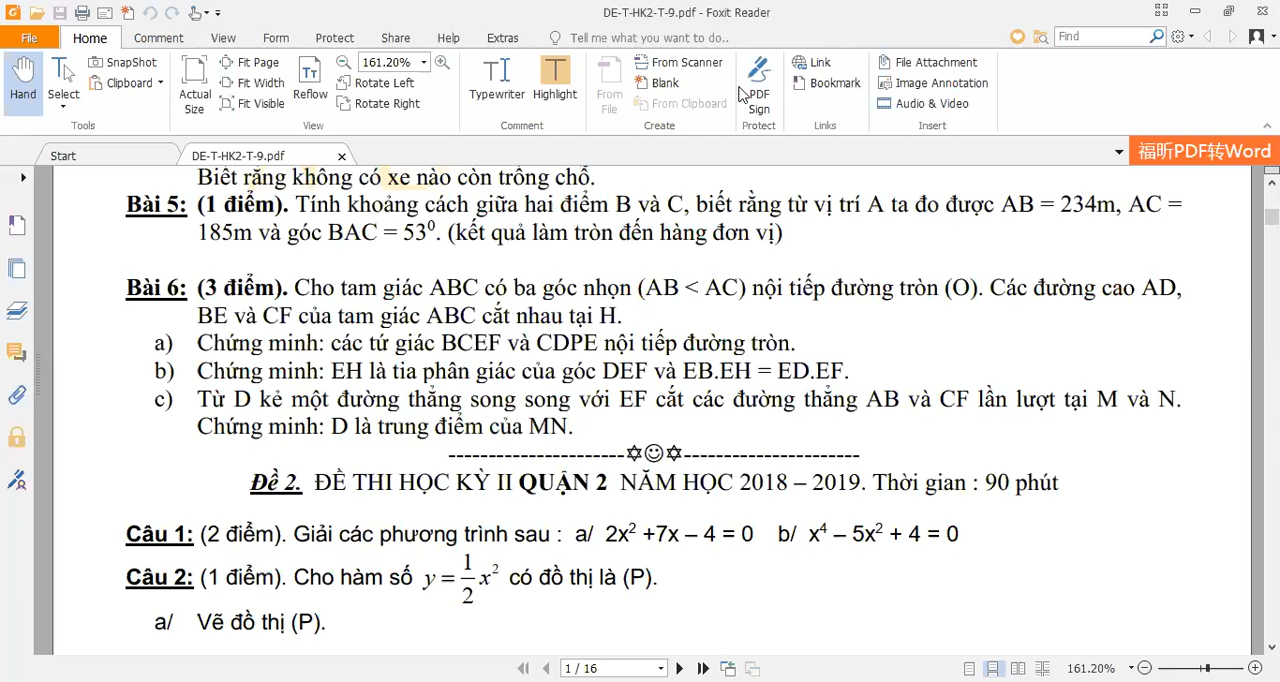 DE-T-HK2-T-9.pdf - Foxit Reader
File Home Comment View Form Protect Share Help Extras Tell me what you want to do.. Find
Hand Select SnapShot Clipboard
Actual Size Fit Page Fit Width Fit Visible Reflow 161.20% Rotate Left Rotate Right
Typewriter Highlight
From File From Scanner Blank From Clipboard
PDF Sign
Link Bookmark
File Attachment Image Annotation Audio & Video
Tools View Comment Create Protect Links Insert
Start DE-T-HK2-T-9.pdf 福昕PDF转Word
Biết rằng không có xe nào còn trống chỗ.
Bài 5: (1 điểm). Tính khoảng cách giữa hai điểm B và C, biết rằng từ vị trí A ta đo được AB = 234m, AC =
185m và góc BAC = 53⁰. (kết quả làm tròn đến hàng đơn vị)
Bài 6: (3 điểm). Cho tam giác ABC có ba góc nhọn (AB < AC) nội tiếp đường tròn (O). Các đường cao AD,
BE và CF của tam giác ABC cắt nhau tại H.
a) Chứng minh: các tứ giác BCEF và CDPE nội tiếp đường tròn.
b) Chứng minh: EH là tia phân giác của góc DEF và EB.EH = ED.EF.
c) Từ D kẻ một đường thẳng song song với EF cắt các đường thẳng AB và CF lần lượt tại M và N.
Chứng minh: D là trung điểm của MN.
----------------------✡☺✡----------------------
Đề 2. ĐỀ THI HỌC KỲ II QUẬN 2 NĂM HỌC 2018 – 2019. Thời gian : 90 phút
Câu 1: (2 điểm). Giải các phương trình sau : a/ 2x² +7x – 4 = 0 b/ x⁴ – 5x² + 4 = 0
Câu 2: (1 điểm). Cho hàm số y = 1/2 x² có đồ thị là (P).
a/ Vẽ đồ thị (P).
1 / 16 161.20%